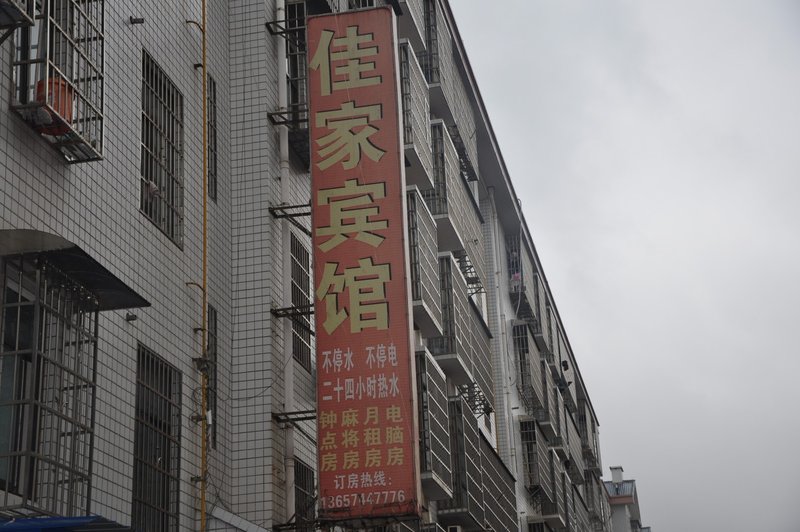 佳家宾馆
不停水 不停电
二十四小时热水
钟点房
麻将房
月租房
电脑房
订房热线:
13657447776